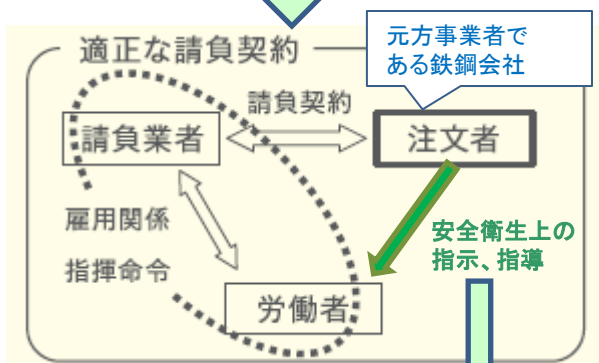 適正な請負契約
元方事業者で
ある鉄鋼会社
請負契約
請負業者
注文者
雇用関係
指揮命令
安全衛生上の
指示、指導
労働者